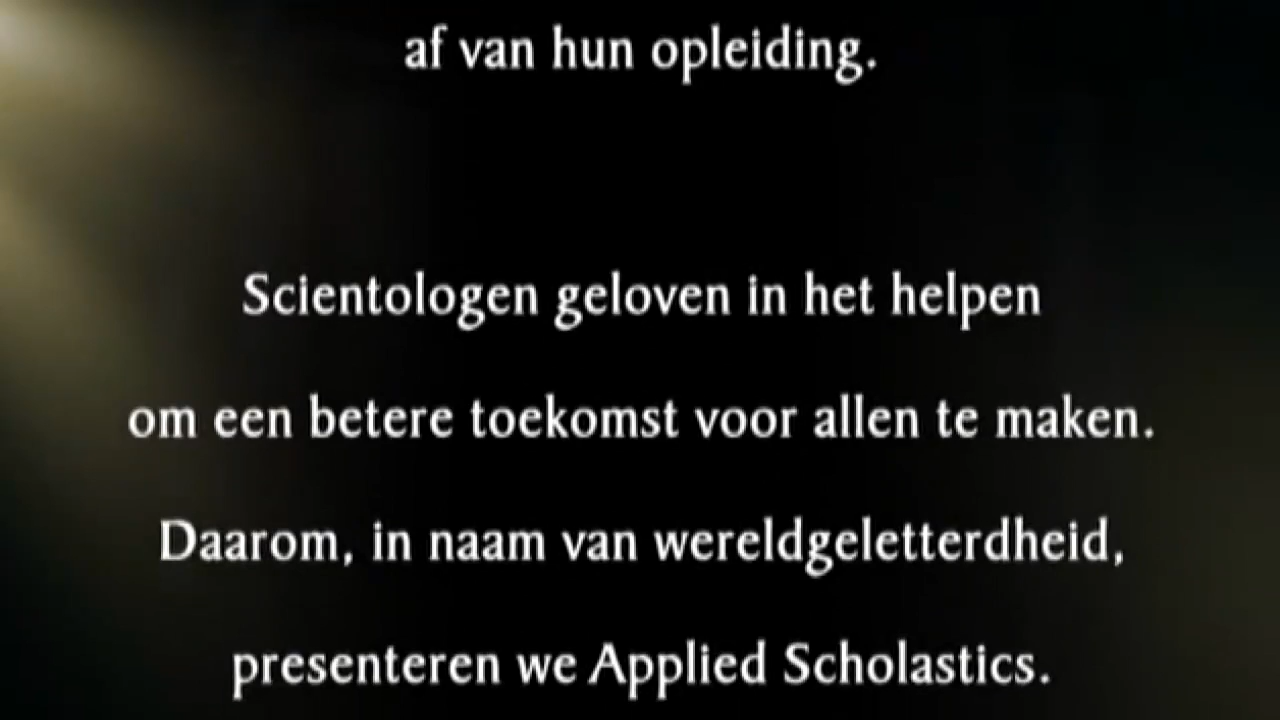 af van hun opleiding.
Scientologen geloven in het helpen
om een betere toekomst voor allen te maken.
Daarom, in naam van wereldgeletterdheid,
presenteren we Applied Scholastics.